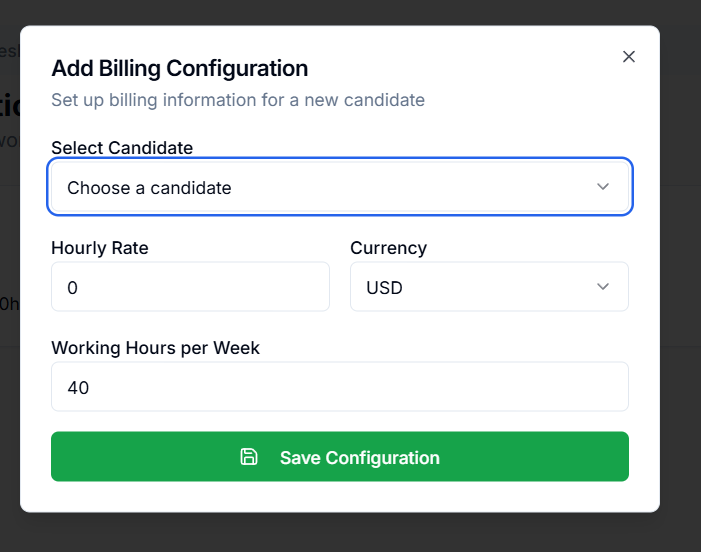 Add Billing Configuration
Set up billing information for a new candidate
Select Candidate
Choose a candidate
Hourly Rate
Currency
0
USD
Working Hours per Week
40
Save Configuration